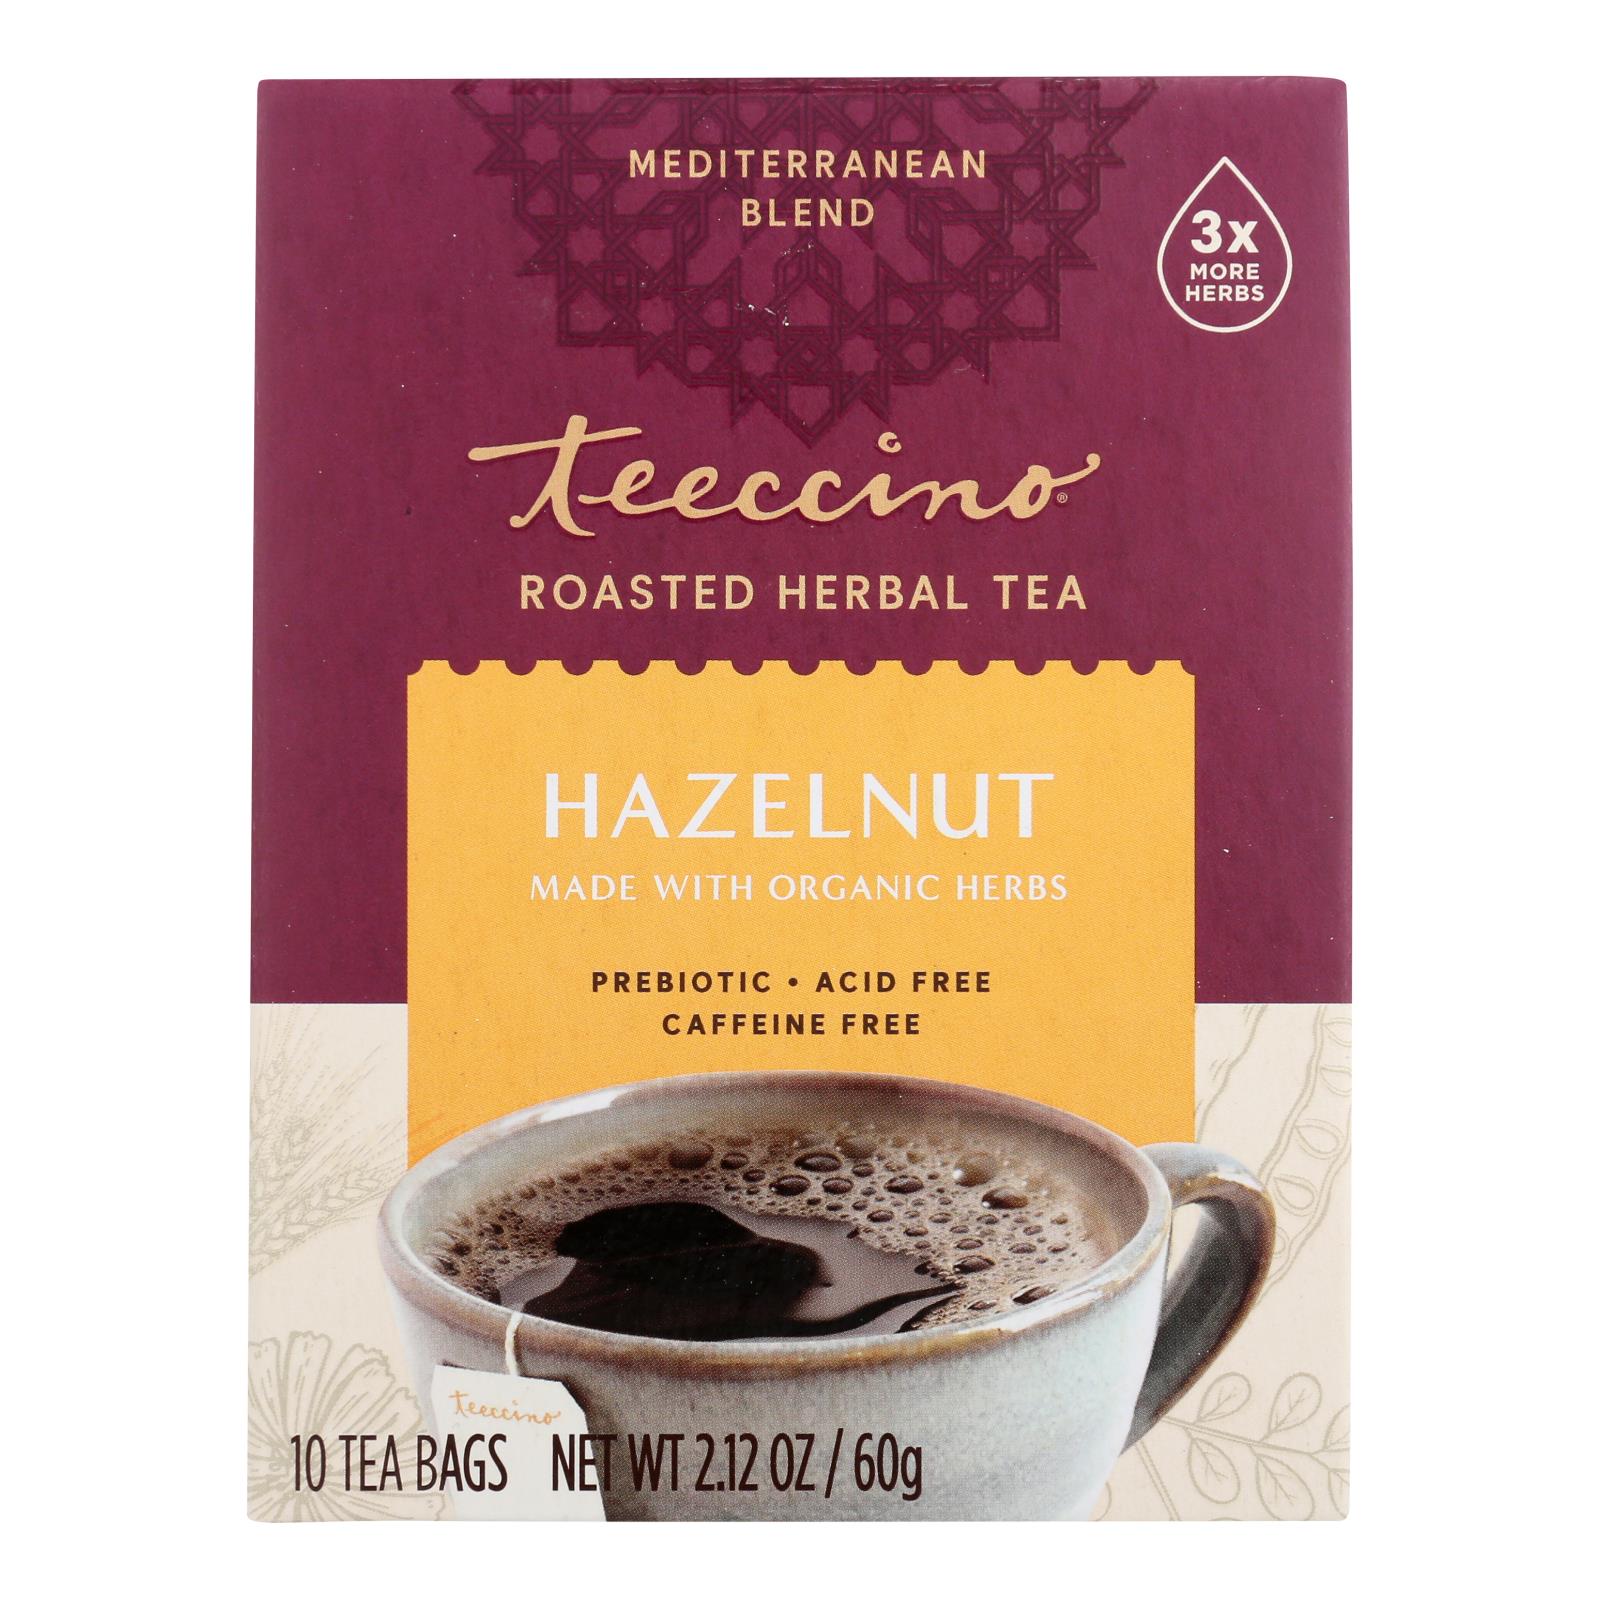 MEDITERRANEAN
BLEND
3x
MORE
HERBS
teeccino®
ROASTED HERBAL TEA
HAZELNUT
MADE WITH ORGANIC HERBS
PREBIOTIC • ACID FREE
CAFFEINE FREE
teeccino
10 TEA BAGS NET WT 2.12 OZ / 60g